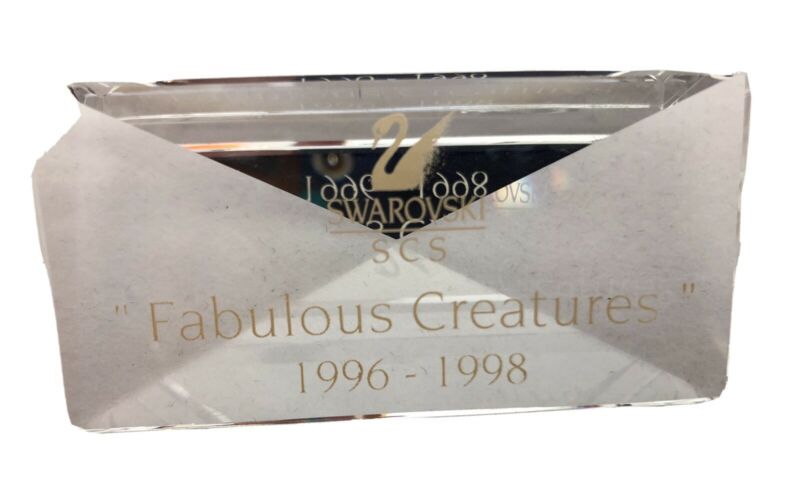 SWAROVSKI
SCS
" Fabulous Creatures "
1996 - 1998